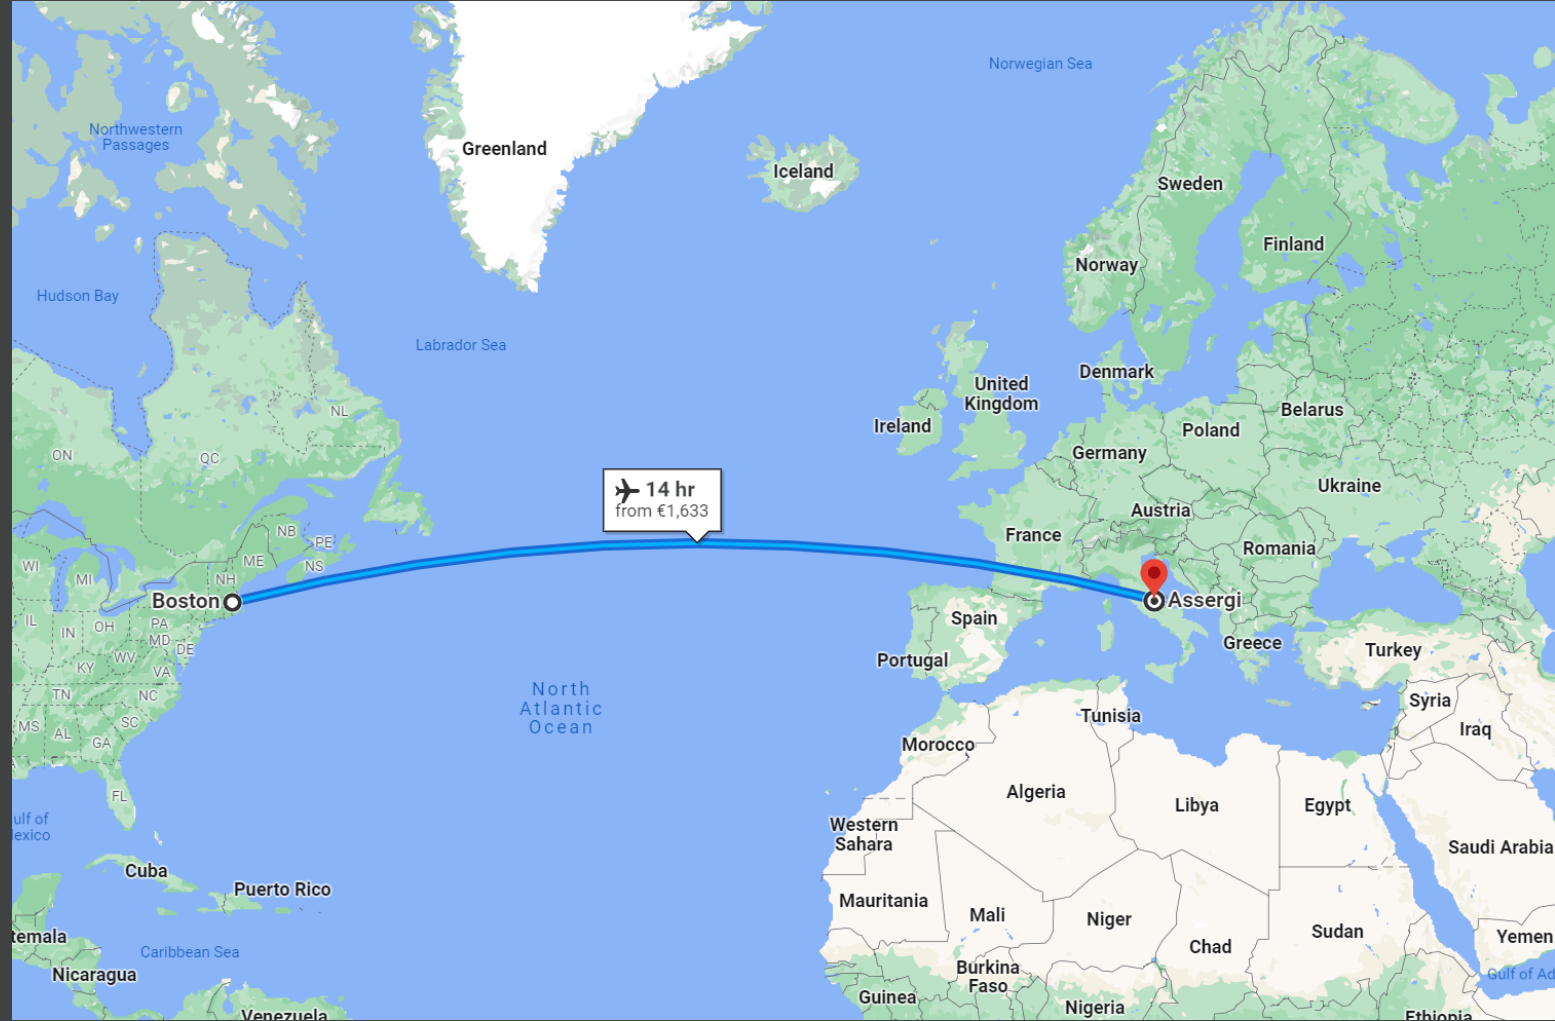 Norwegian Sea
Northwestern
Passages
Greenland
Iceland
Sweden
Finland
Norway
Hudson Bay
Labrador Sea
Denmark
United
Kingdom
NL
Ireland
Belarus
Poland
ON
QC
Germany
14 hr
from €1,633
Ukraine
Austria
NB
PE
France
Romania
ME
NS
WI
MI
NH
Boston
Assergi
IL
IN
OH
PA
MD
DE
Spain
Greece
Turkey
KY
WV
VA
Portugal
TN
NC
North
Atlantic
Ocean
Syria
MS
AL
SC
GA
Tunisia
Iraq
Morocco
FL
Algeria
Libya
Egypt
ulf of
exico
Western
Sahara
Saudi Arabia
Cuba
Puerto Rico
Mauritania
Mali
Niger
Sudan
temala
Caribbean Sea
Chad
Yemen
Nicaragua
Burkina
Faso
Gulf of Ad
Guinea
Nigeria
Venezuela
Ethiopia